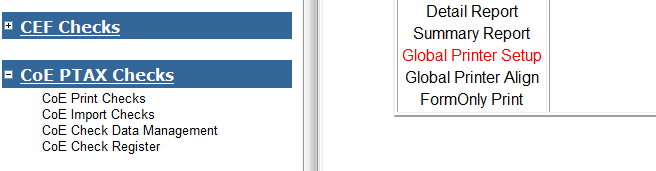 CEF Checks
CoE PTAX Checks
CoE Print Checks
CoE Import Checks
CoE Check Data Management
CoE Check Register
Detail Report
Summary Report
Global Printer Setup
Global Printer Align
FormOnly Print